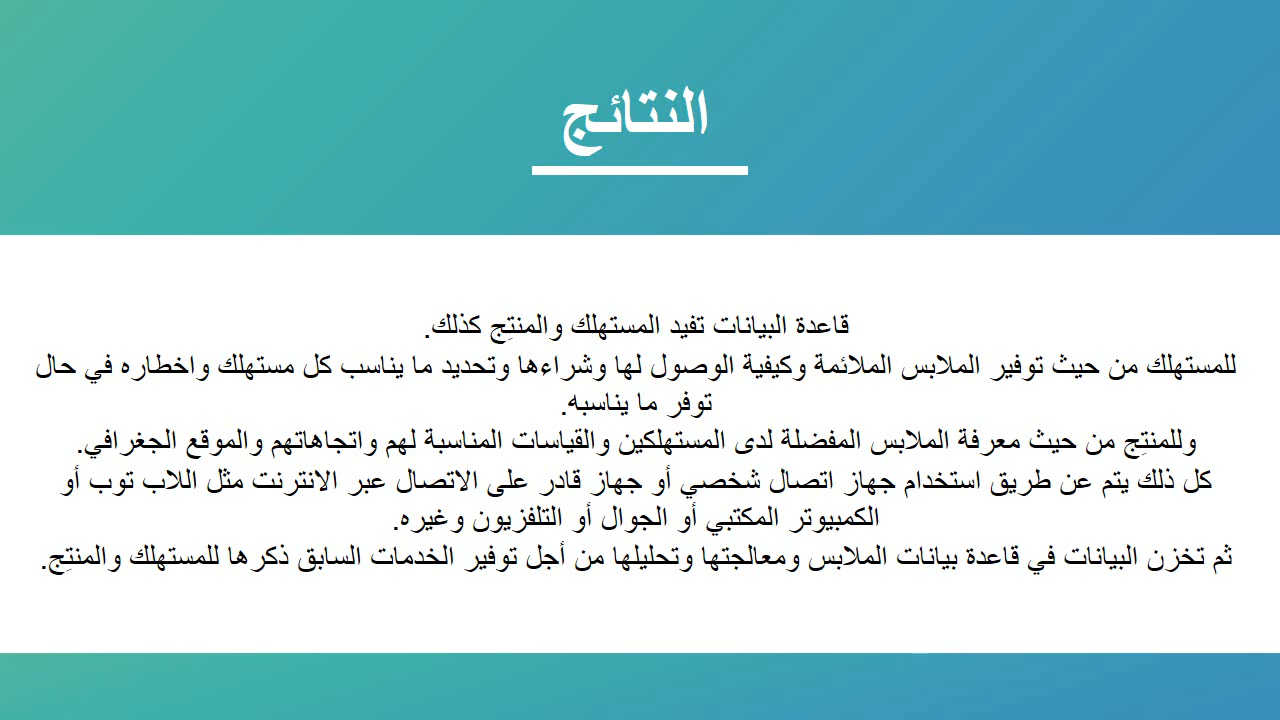 النتائج
قاعدة البيانات تفيد المستهلك والمنتِج كذلك.
للمستهلك من حيث توفير الملابس الملائمة وكيفية الوصول لها وشراءها وتحديد ما يناسب كل مستهلك واخطاره في حال
توفر ما يناسبه.
وللمنتِج من حيث معرفة الملابس المفضلة لدى المستهلكين والقياسات المناسبة لهم واتجاهاتهم والموقع الجغرافي.
كل ذلك يتم عن طريق استخدام جهاز اتصال شخصي أو جهاز قادر على الاتصال عبر الانترنت مثل اللاب توب أو
الكمبيوتر المكتبي أو الجوال أو التلفزيون وغيره.
ثم تخزن البيانات في قاعدة بيانات الملابس ومعالجتها وتحليلها من أجل توفير الخدمات السابق ذكرها للمستهلك والمنتِج.